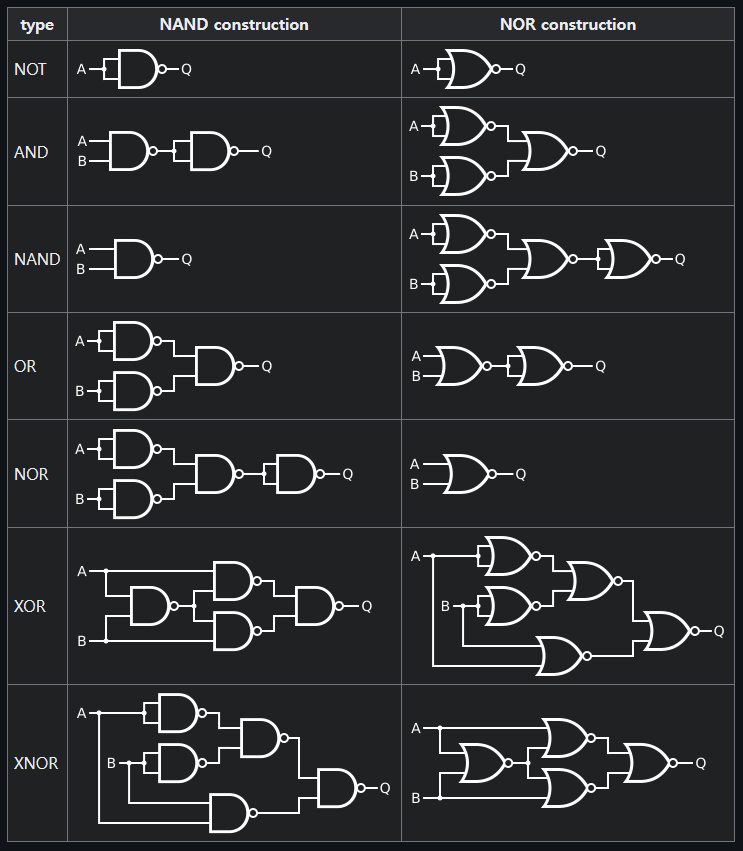 type NAND construction NOR construction
NOT A Q A Q
AND A B Q A B Q
NAND A B Q A B Q
OR A B Q A B Q
NOR A B Q A B Q
XOR A B Q A B Q
XNOR A B Q A B Q